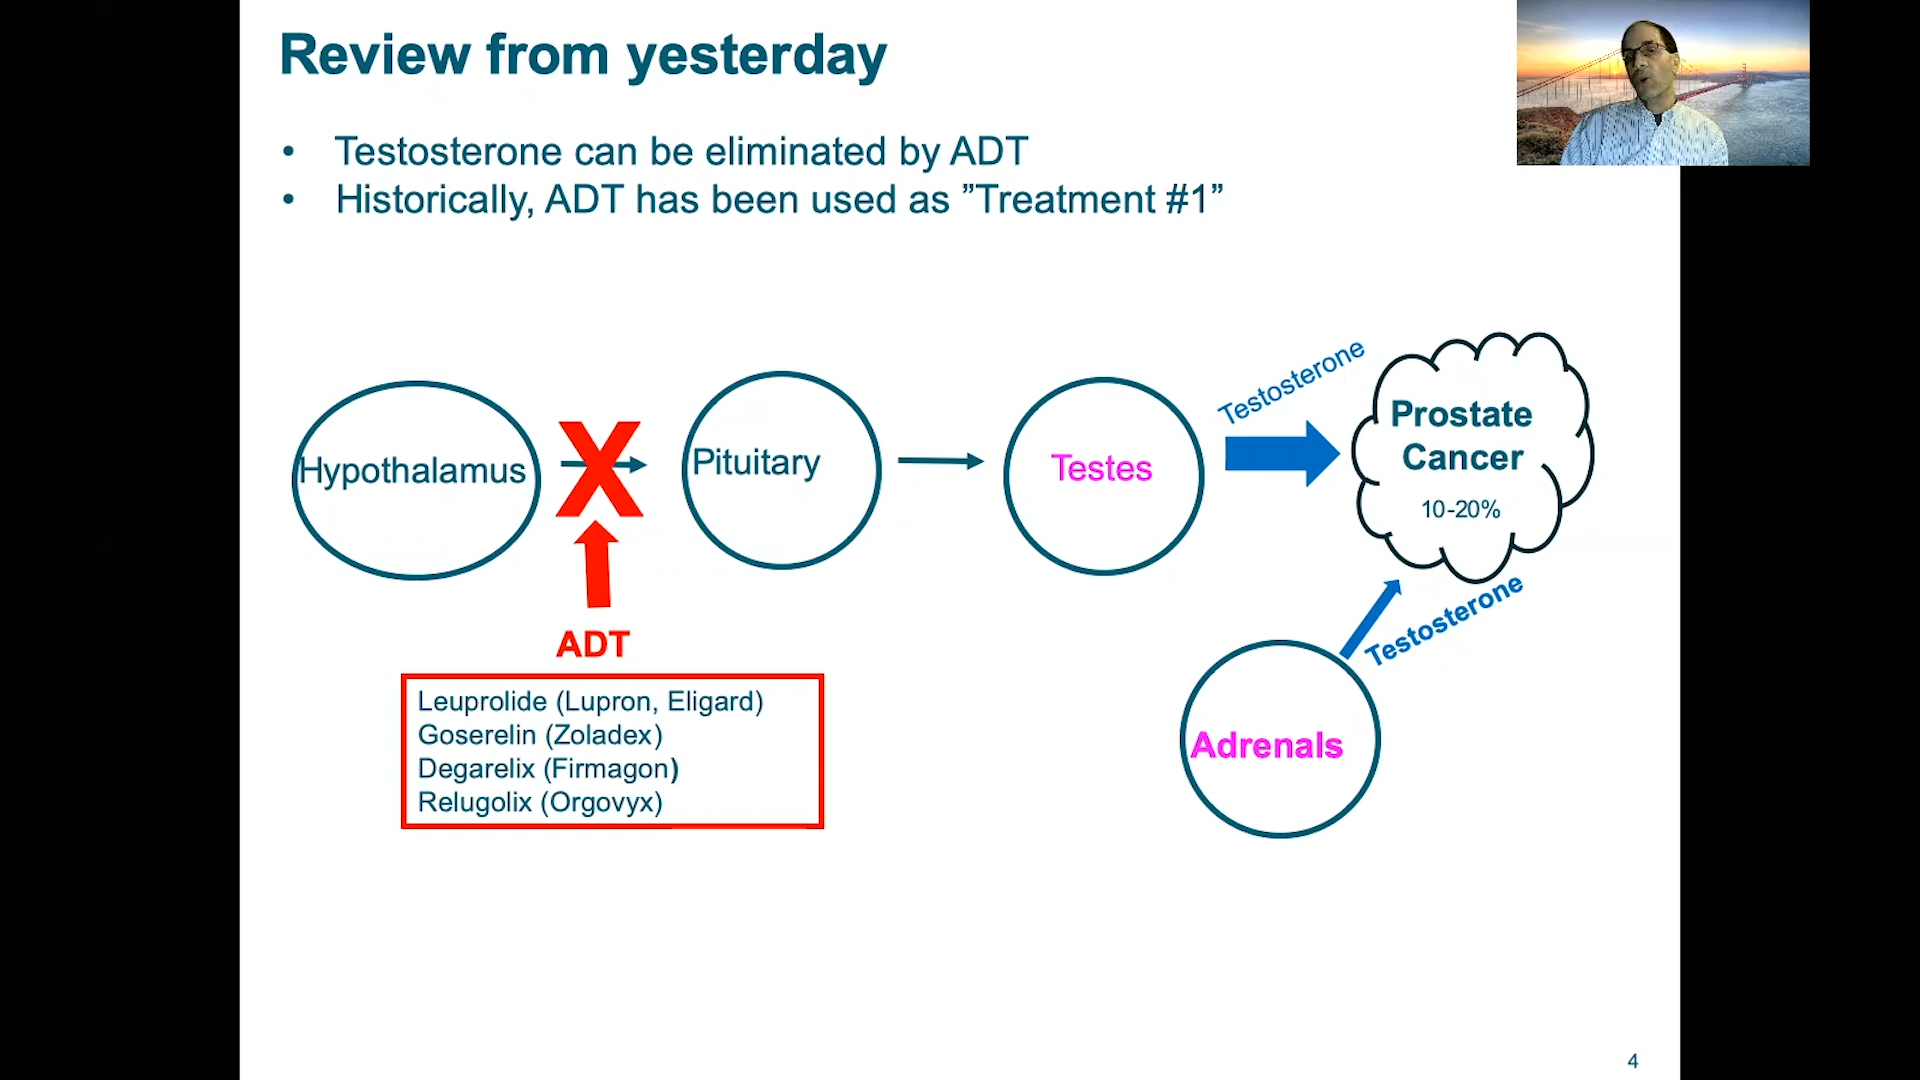 Review from yesterday
• Testosterone can be eliminated by ADT
• Historically, ADT has been used as ”Treatment #1”
Hypothalamus
X
Pituitary
Testes
Testosterone
Prostate
Cancer
10-20%
Testosterone
Adrenals
ADT
Leuprolide (Lupron, Eligard)
Goserelin (Zoladex)
Degarelix (Firmagon)
Relugolix (Orgovyx)
4